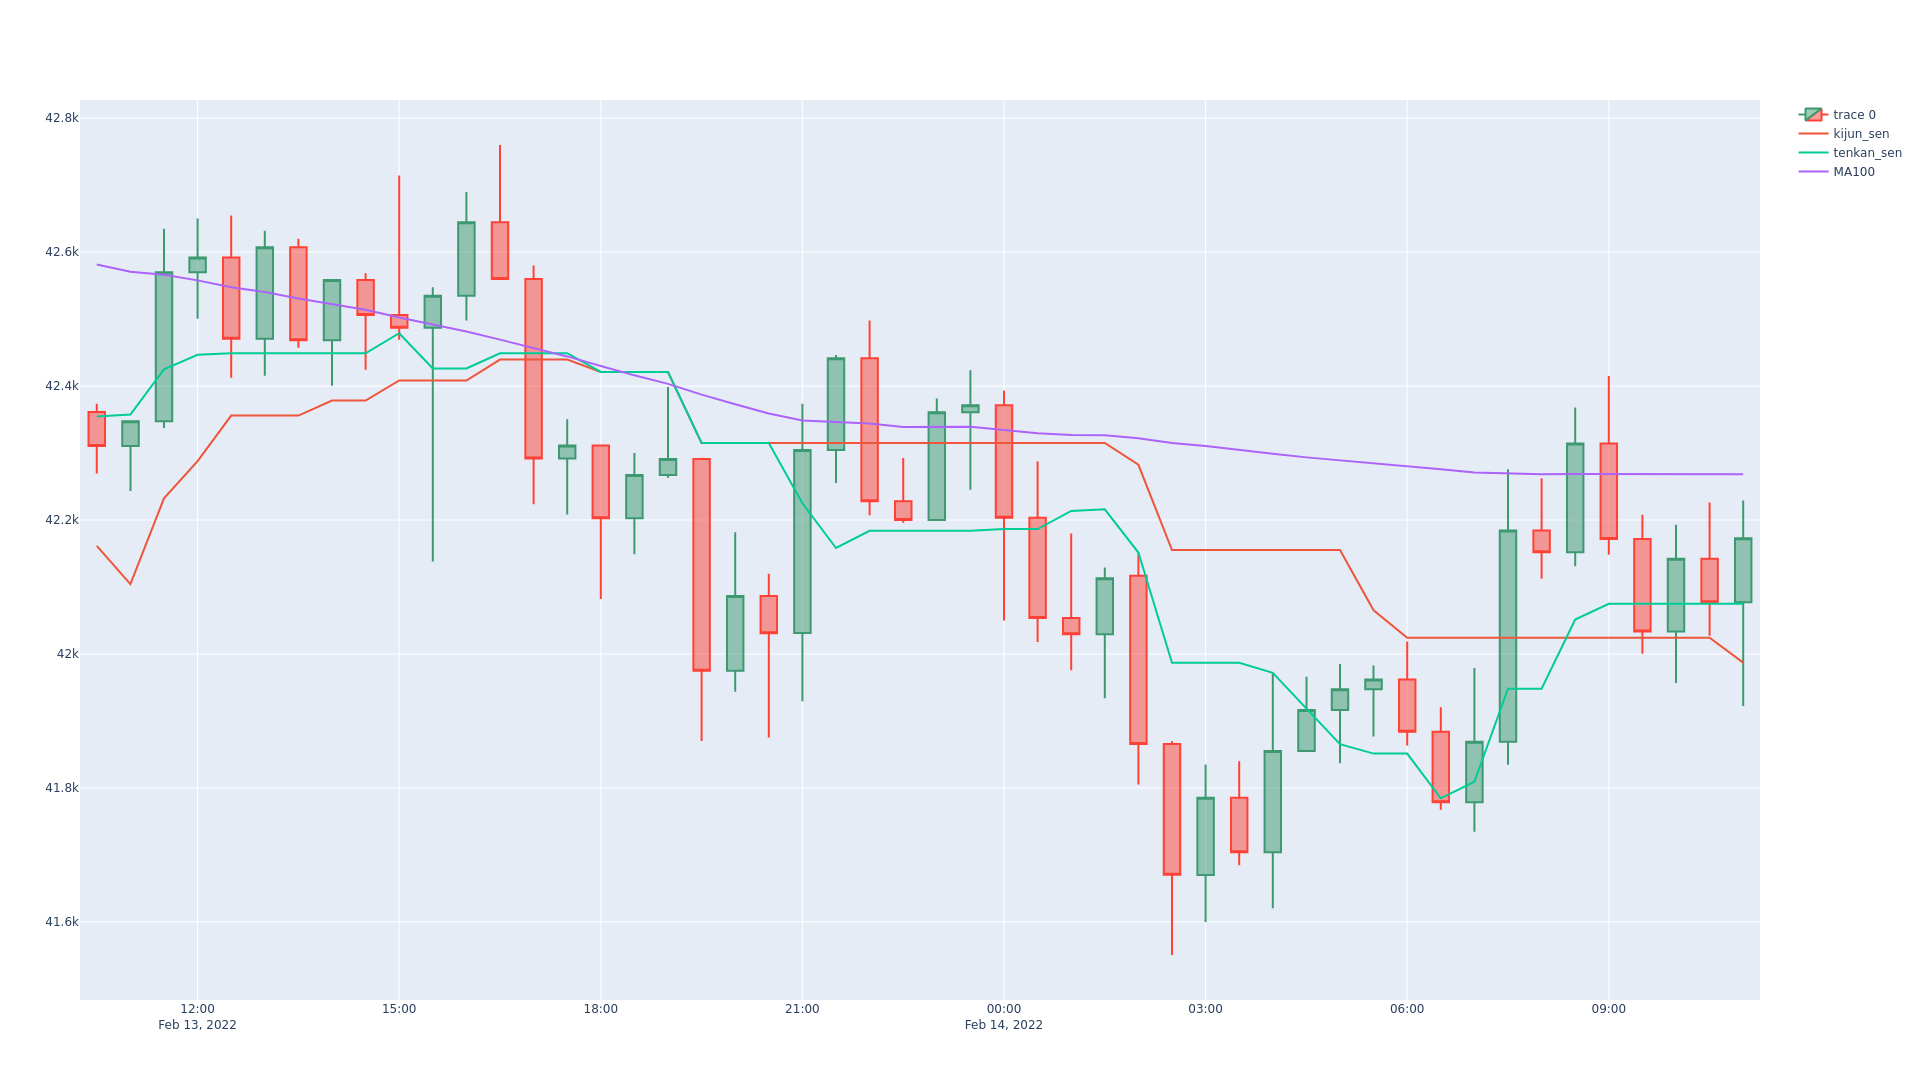 42.8k
42.6k
42.4k
42.2k
42k
41.8k
41.6k
12:00
Feb 13, 2022
15:00
18:00
21:00
00:00
Feb 14, 2022
03:00
06:00
09:00
trace 0
kijun_sen
tenkan_sen
MA100